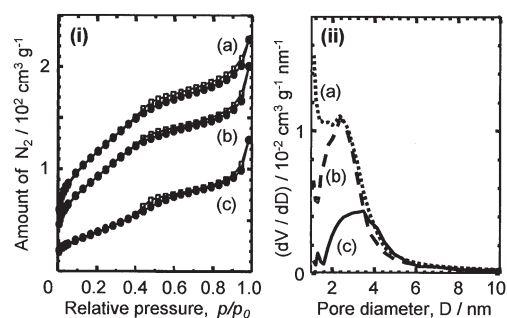 (i)
(a)
(b)
(c)
2
1
0 0.2 0.4 0.6 0.8 1.0
Relative pressure, p/p0
Amount of N2 / 10² cm³ g⁻¹
(ii)
(a)
(b)
(c)
1
0
2 4 6 8 10
Pore diameter, D / nm
(dV / dD) / 10⁻² cm³ g⁻¹ nm⁻¹